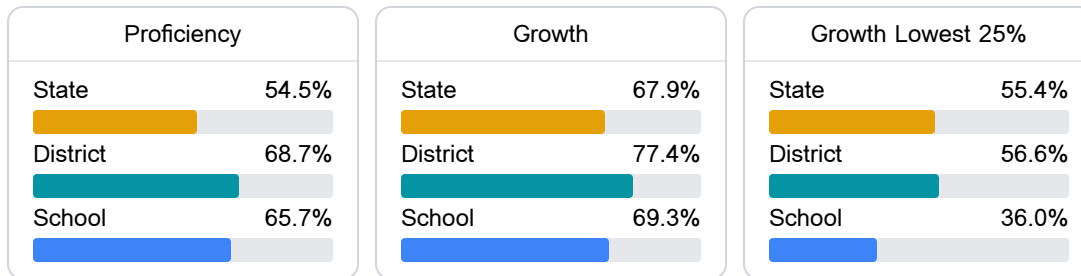 Proficiency
State 54.5%
District 68.7%
School 65.7%
Growth
State 67.9%
District 77.4%
School 69.3%
Growth Lowest 25%
State 55.4%
District 56.6%
School 36.0%